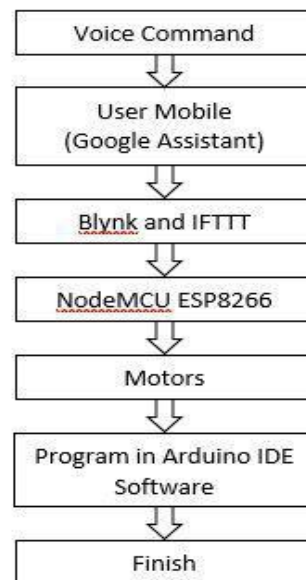 Voice Command
User Mobile
(Google Assistant)
Blynk and IFTTT
NodeMCU ESP8266
Motors
Program in Arduino IDE
Software
Finish